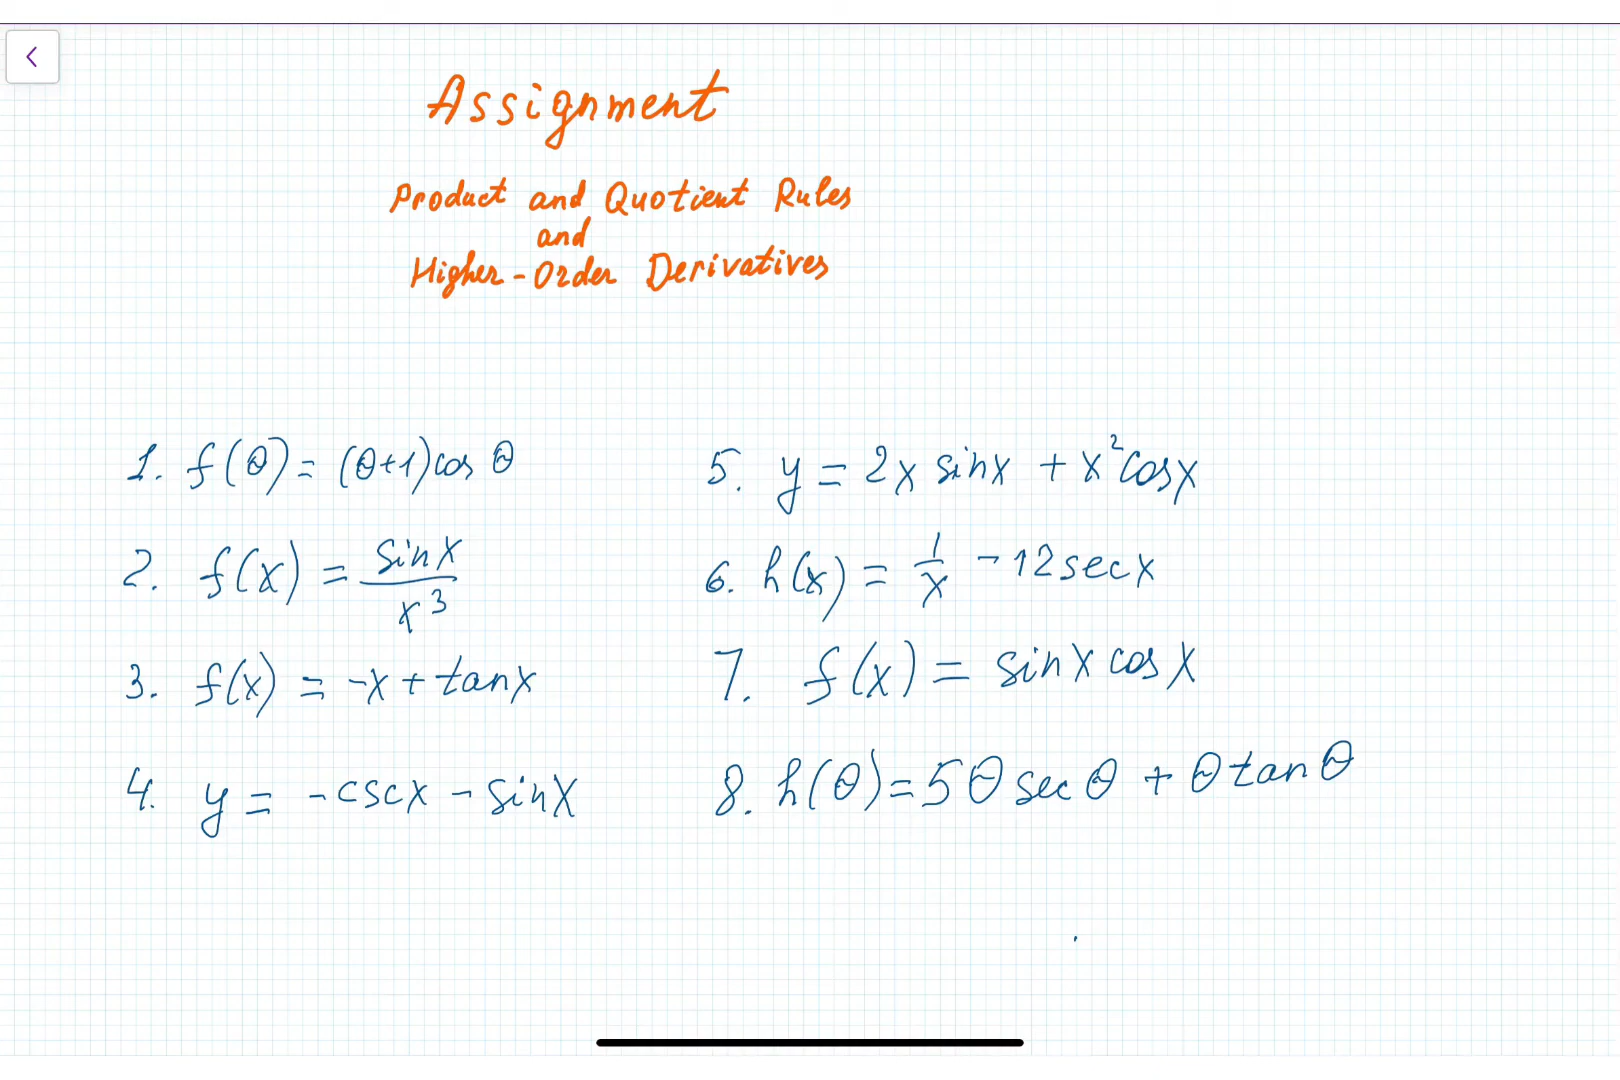 Assignment
Product and Quotient Rules
and
Higher-Order Derivatives
1. f(θ) = (θ+1)cos θ
2. f(x) = sinx / x³
3. f(x) = -x + tanx
4. y = -cscx - sinx
5. y = 2x sinx + x²cosx
6. h(x) = 1/x - 12secx
7. f(x) = sinx cosx
8. h(θ) = 5θ secθ + θtanθ